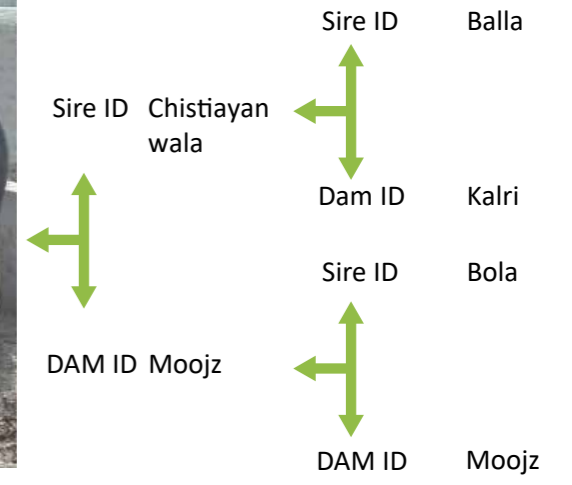 Sire ID Balla
Sire ID Chistiayan
wala
Dam ID Kalri
Sire ID Bola
DAM ID Moojz
DAM ID Moojz